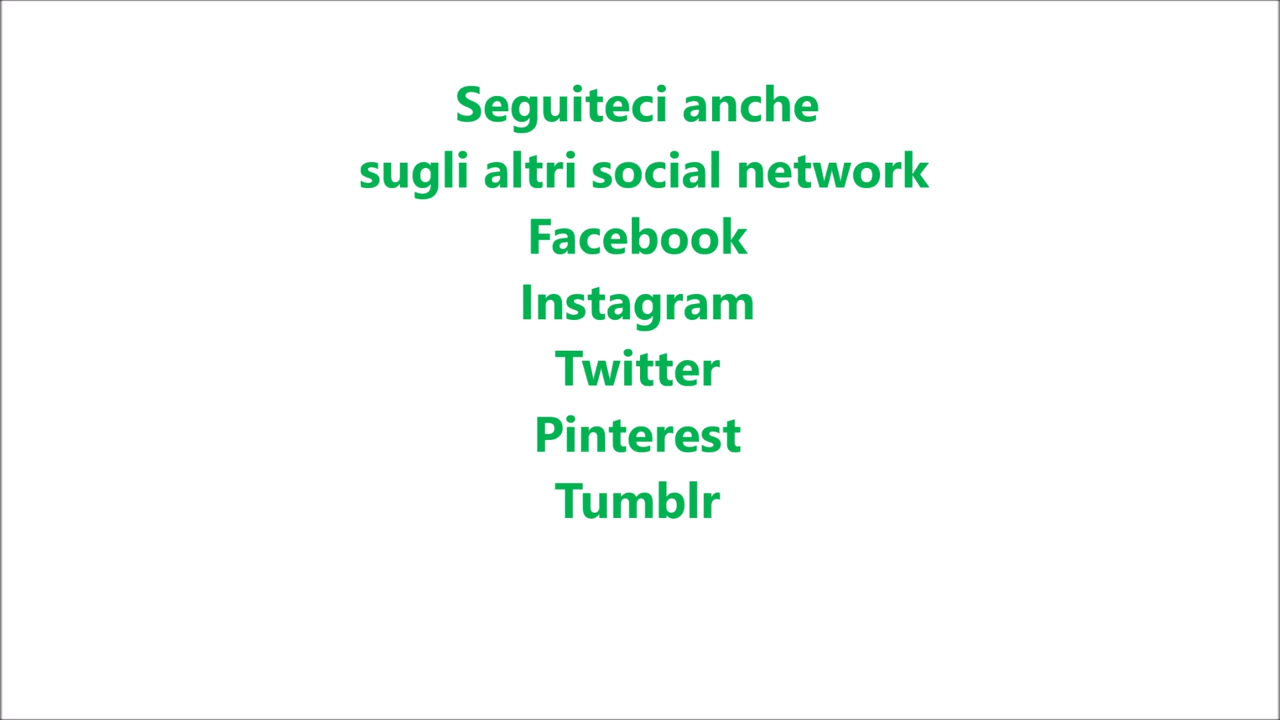 Seguiteci anche
sugli altri social network
Facebook
Instagram
Twitter
Pinterest
Tumblr